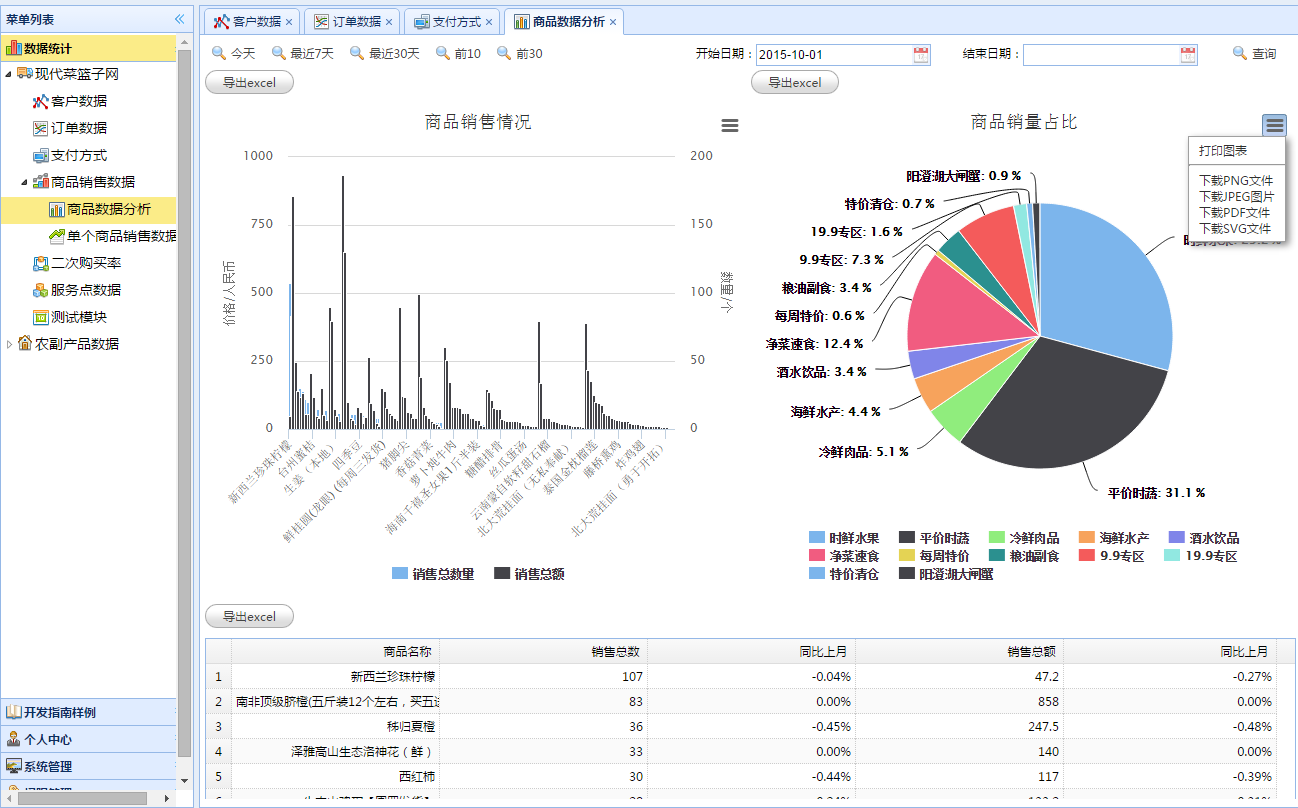 菜单列表
数据统计
现代菜篮子网
客户数据
订单数据
支付方式
商品销售数据
商品数据分析
单个商品销售数据
二次购买率
服务点数据
测试模块
农副产品数据
开发指南样例
个人中心
系统管理
客户数据 × 订单数据 × 支付方式 × 商品数据分析 ×
今天 最近7天 最近30天 前10 前30 开始日期： 2015-10-01 结束日期： 查询
导出excel
商品销售情况
1000 200
750 150
500 100
250 50
0 0
价格/人民币
数量/个
新西兰珍珠柠檬
台州蜜桔
生姜（本地）
四季豆
鲜桂圆(龙眼) (每周三发货)
猪脚尖
香菇青菜
萝卜炖牛肉
海南千禧圣女果1斤半装
糖醋排骨
丝瓜蛋汤
云南蒙自软籽甜石榴
北大荒挂面（无私奉献）
泰国金枕榴莲
藤桥熏鸡
炸鸡翅
北大荒挂面（勇于开拓）
销售总数量 销售总额
导出excel
商品销量占比
打印图表
下载PNG文件
下载JPEG图片
下载PDF文件
下载SVG文件
阳澄湖大闸蟹: 0.9 %
特价清仓: 0.7 %
19.9专区: 1.6 %
9.9专区: 7.3 %
粮油副食: 3.4 %
每周特价: 0.6 %
净菜速食: 12.4 %
酒水饮品: 3.4 %
海鲜水产: 4.4 %
冷鲜肉品: 5.1 %
平价时蔬: 31.1 %
时鲜水果 平价时蔬 冷鲜肉品 海鲜水产 酒水饮品
净菜速食 每周特价 粮油副食 9.9专区 19.9专区
特价清仓 阳澄湖大闸蟹
导出excel
商品名称 销售总数 同比上月 销售总额 同比上月
1 新西兰珍珠柠檬 107 -0.04% 47.2 -0.27%
2 南非顶级脐橙(五斤装12个左右，买五送 83 0.00% 858 0.00%
3 秭归夏橙 36 -0.45% 247.5 -0.48%
4 泽雅高山生态洛神花（鲜） 33 0.00% 140 0.00%
5 西红柿 30 -0.44% 117 -0.39%